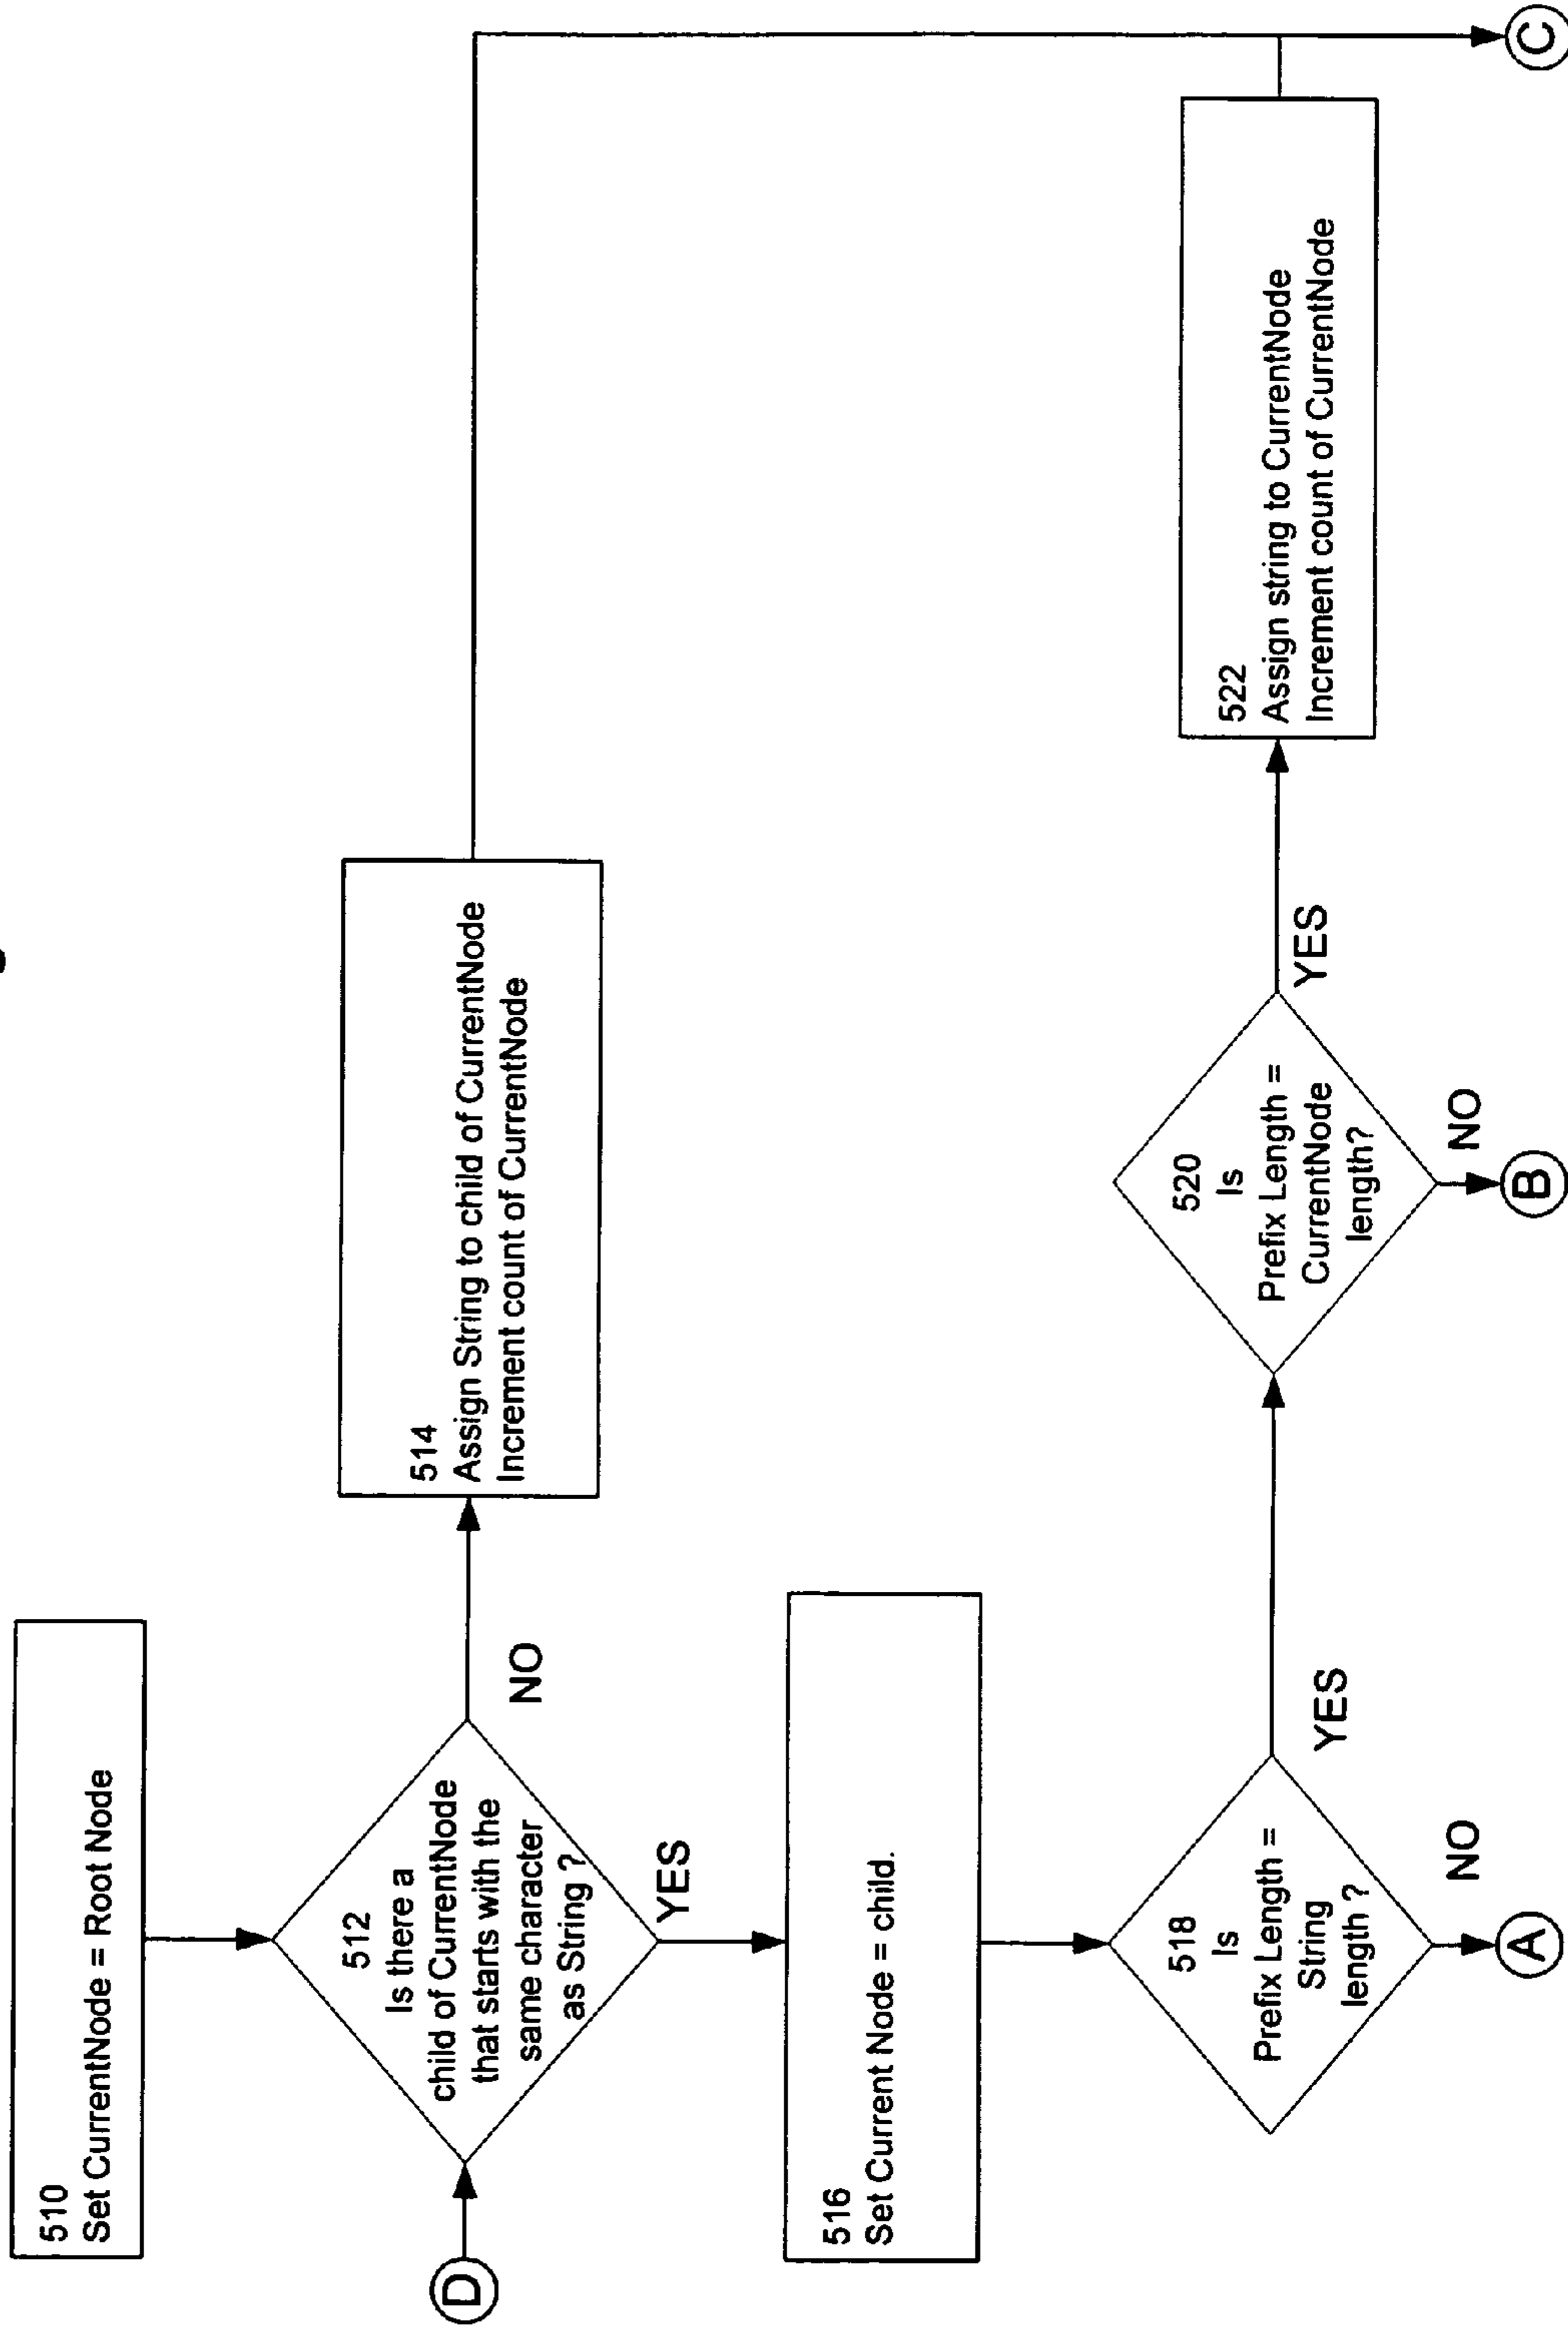 510
Set CurrentNode = Root Node
D
512
Is there a
child of CurrentNode
that starts with the
same character
as String ?
NO
YES
514
Assign String to child of CurrentNode
Increment count of CurrentNode
516
Set Current Node = child.
518
Is
Prefix Length =
String
length ?
YES
NO
A
520
Is
Prefix Length =
CurrentNode
length?
YES
NO
B
522
Assign string to CurrentNode
Increment count of CurrentNode
C